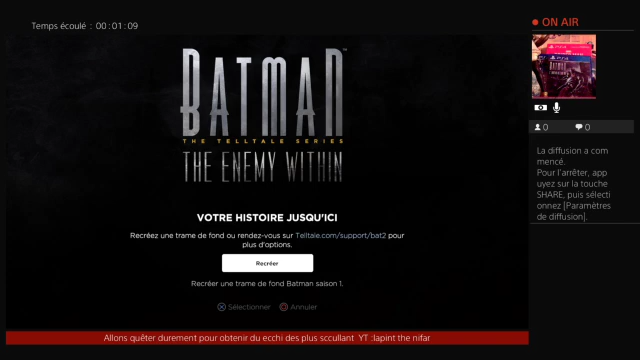 Temps écoulé : 00:01:09
ON AIR
BATMAN
THE TELLTALE SERIES
THE ENEMY WITHIN
0 0
La diffusion a com
mencé.
Pour l'arrêter, app
uyez sur la touche
SHARE, puis sélecti
onnez [Paramètres
de diffusion].
VOTRE HISTOIRE JUSQU'ICI
Recréez une trame de fond ou rendez-vous sur Telltale.com/support/bat2 pour
plus d'options.
Recréer
Recréer une trame de fond Batman saison 1.
Sélectionner Annuler
Allons quêter durement pour obtenir du ecchi des plus sccullant YT :lapint the nifar